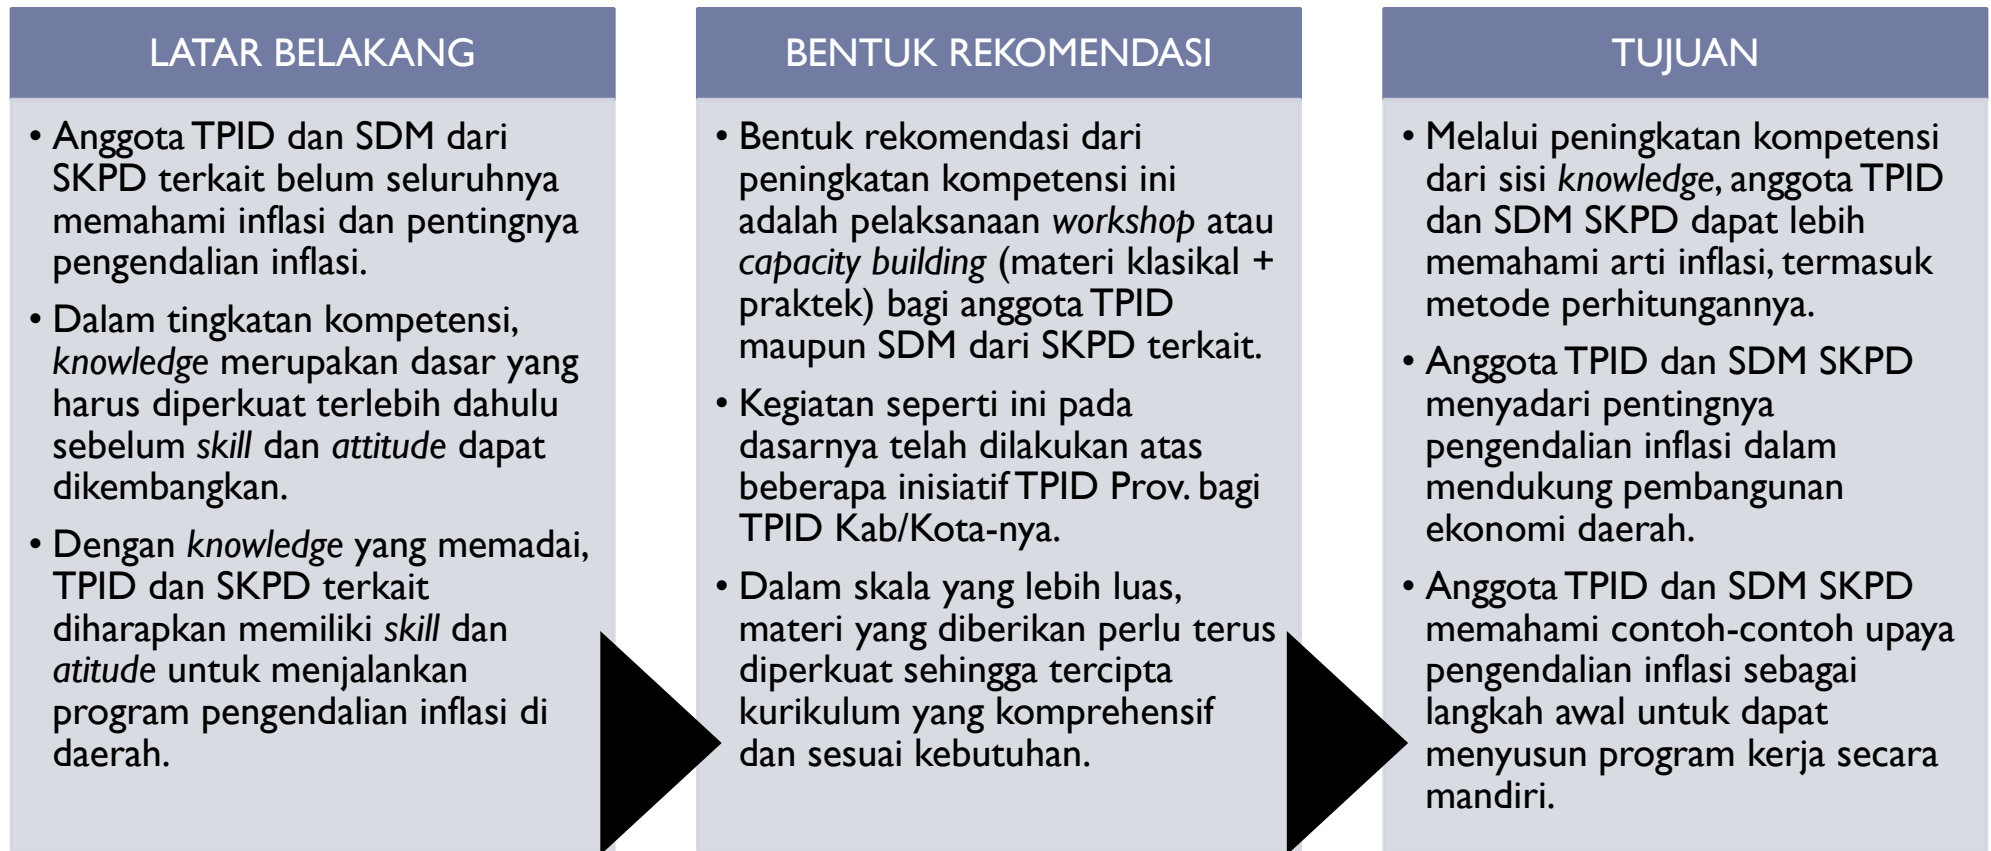 LATAR BELAKANG
• Anggota TPID dan SDM dari
SKPD terkait belum seluruhnya
memahami inflasi dan pentingnya
pengendalian inflasi.
• Dalam tingkatan kompetensi,
knowledge merupakan dasar yang
harus diperkuat terlebih dahulu
sebelum skill dan attitude dapat
dikembangkan.
• Dengan knowledge yang memadai,
TPID dan SKPD terkait
diharapkan memiliki skill dan
atitude untuk menjalankan
program pengendalian inflasi di
daerah.
BENTUK REKOMENDASI
• Bentuk rekomendasi dari
peningkatan kompetensi ini
adalah pelaksanaan workshop atau
capacity building (materi klasikal +
praktek) bagi anggota TPID
maupun SDM dari SKPD terkait.
• Kegiatan seperti ini pada
dasarnya telah dilakukan atas
beberapa inisiatif TPID Prov. bagi
TPID Kab/Kota-nya.
• Dalam skala yang lebih luas,
materi yang diberikan perlu terus
diperkuat sehingga tercipta
kurikulum yang komprehensif
dan sesuai kebutuhan.
TUJUAN
• Melalui peningkatan kompetensi
dari sisi knowledge, anggota TPID
dan SDM SKPD dapat lebih
memahami arti inflasi, termasuk
metode perhitungannya.
• Anggota TPID dan SDM SKPD
menyadari pentingnya
pengendalian inflasi dalam
mendukung pembangunan
ekonomi daerah.
• Anggota TPID dan SDM SKPD
memahami contoh-contoh upaya
pengendalian inflasi sebagai
langkah awal untuk dapat
menyusun program kerja secara
mandiri.